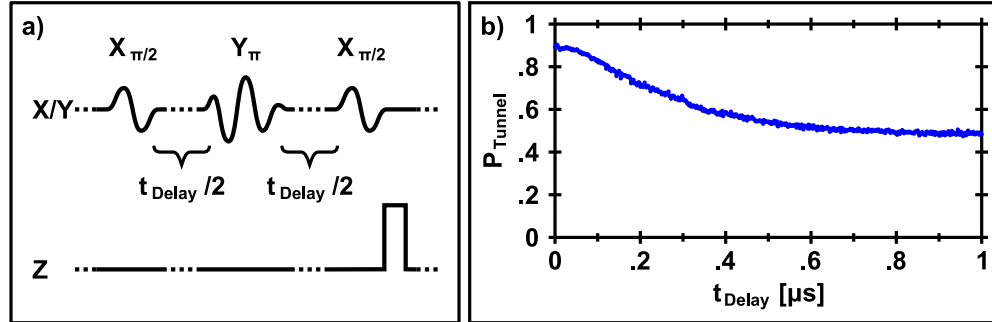 a)
X π/2 Y π X π/2
X/Y
t Delay /2 t Delay /2
Z
b)
1
.8
.6
.4
.2
0
P Tunnel
0 .2 .4 .6 .8 1
t Delay [µs]